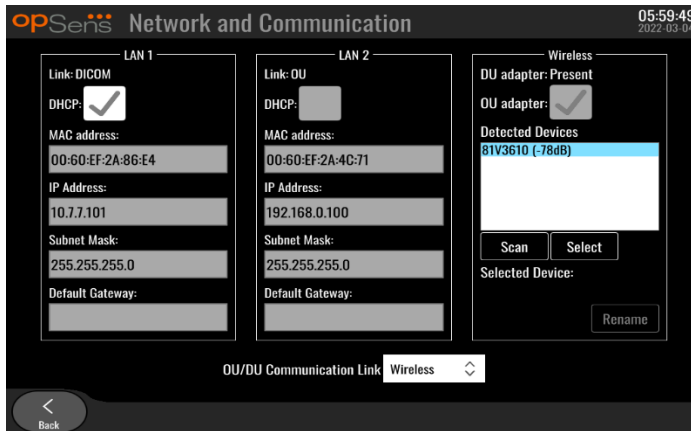 opSens Network and Communication
05:59:49
2022-03-04
LAN 1
Link: DICOM
DHCP:
MAC address:
00:60:EF:2A:86:E4
IP Address:
10.7.7.101
Subnet Mask:
255.255.255.0
Default Gateway:
LAN 2
Link: OU
DHCP:
MAC address:
00:60:EF:2A:4C:71
IP Address:
192.168.0.100
Subnet Mask:
255.255.255.0
Default Gateway:
Wireless
DU adapter: Present
OU adapter:
Detected Devices
81V3610 (-78dB)
Scan Select
Selected Device:
Rename
OU/DU Communication Link Wireless
Back